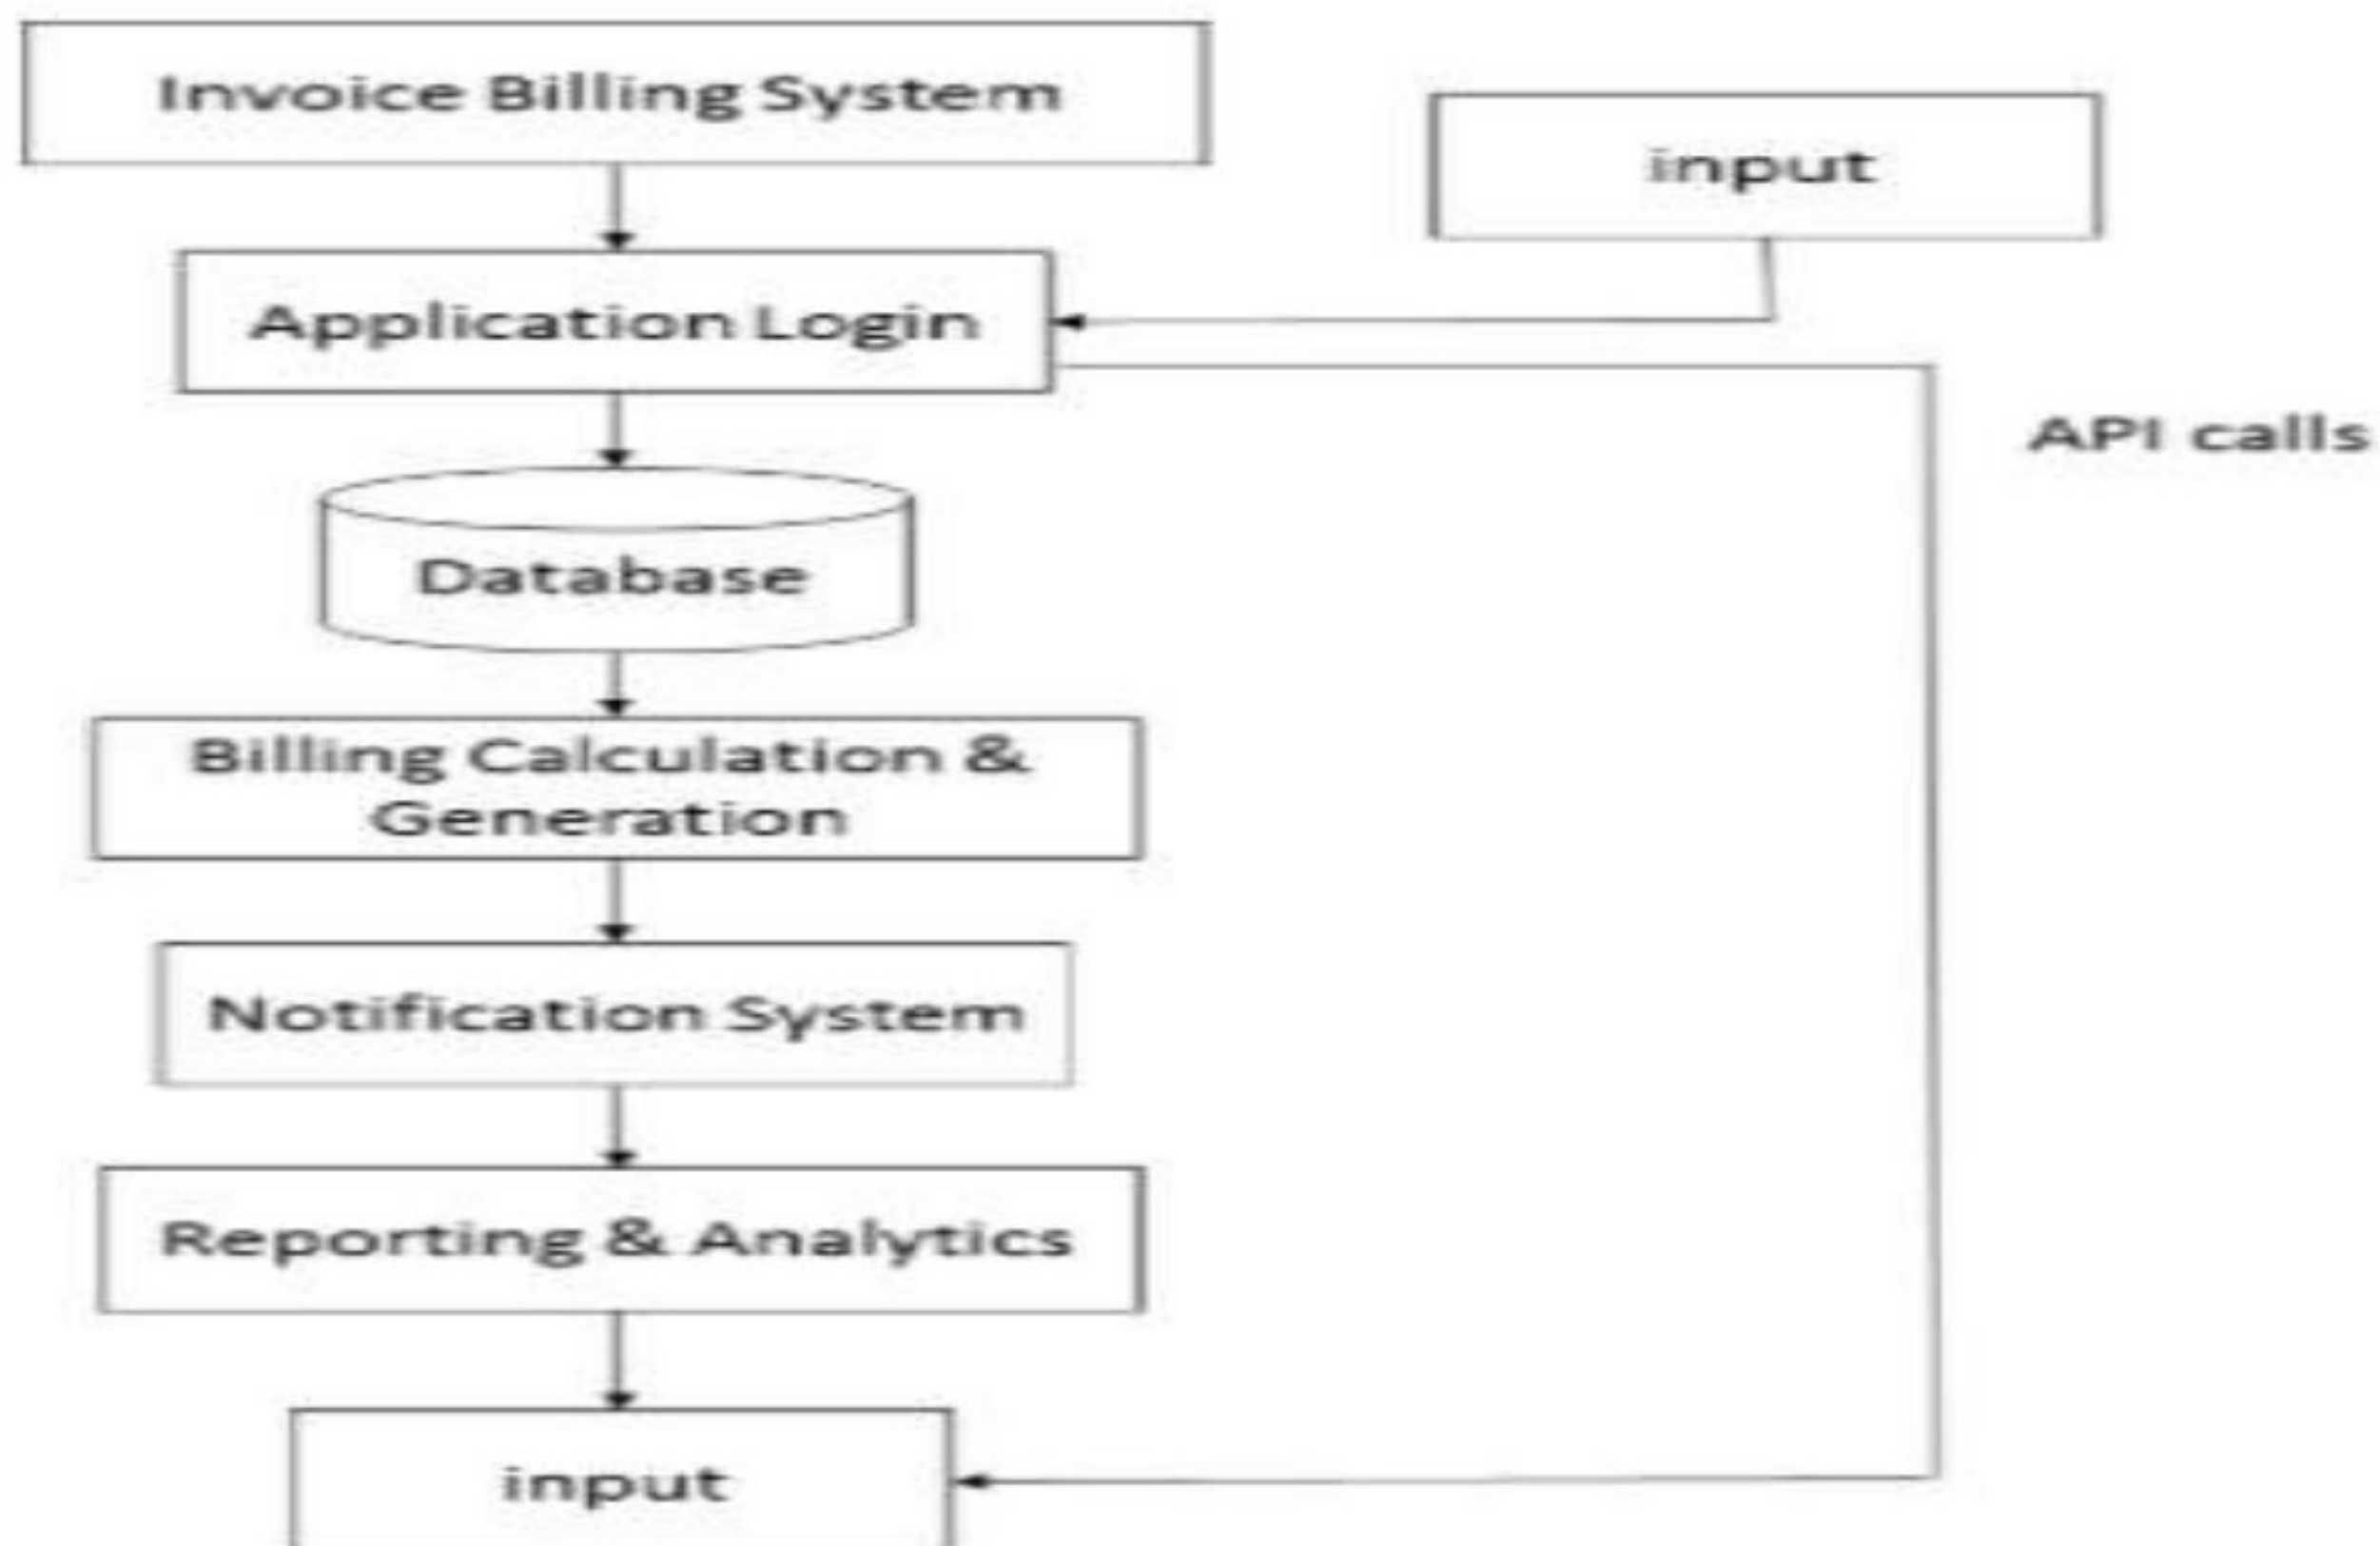 Invoice Billing System
input
Application Login
API calls
Database
Billing Calculation &
Generation
Notification System
Reporting & Analytics
input